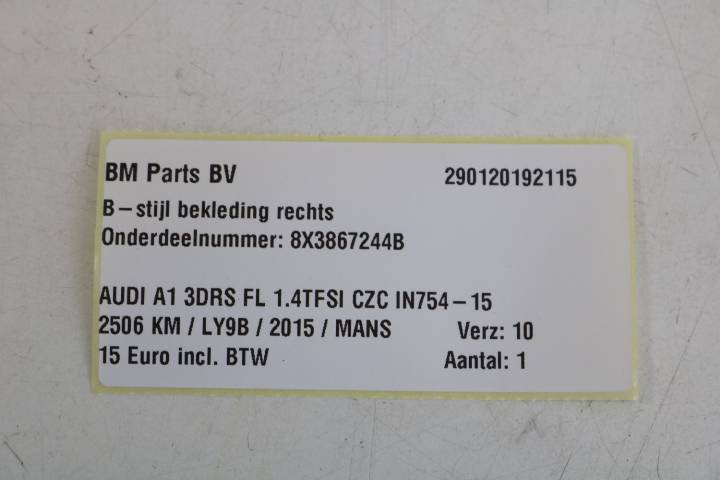 BM Parts BV 290120192115
B-stijl bekleding rechts
Onderdeelnummer: 8X3867244B
AUDI A1 3DRS FL 1.4TFSI CZC IN754-15
2506 KM / LY9B / 2015 / MANS Verz: 10
15 Euro incl. BTW Aantal: 1